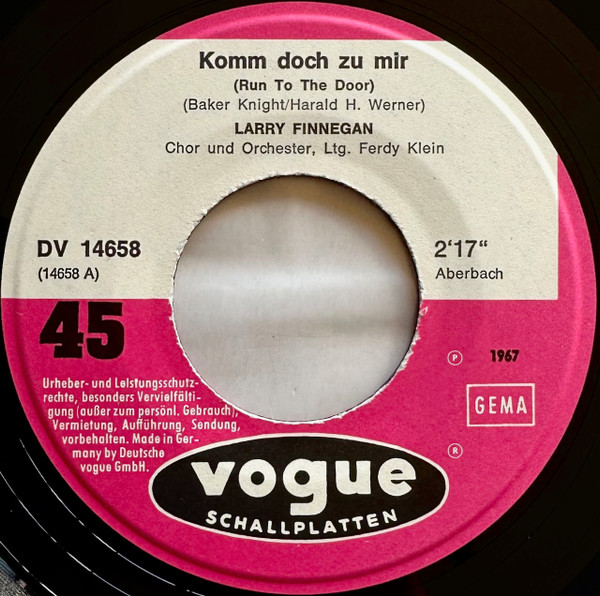 Komm doch zu mir
(Run To The Door)
(Baker Knight/Harald H. Werner)
LARRY FINNEGAN
Chor und Orchester, Ltg. Ferdy Klein
DV 14658
(14658 A)
2'17“
Aberbach
45
Ⓟ 1967
GEMA
Urheber- und Leistungsschutz-
rechte, besonders Vervielfälti-
gung (außer zum persönl. Gebrauch),
Vermietung, Aufführung, Sendung,
vorbehalten. Made in Ger-
many by Deutsche
vogue GmbH.
®
vogue
SCHALLPLATTEN